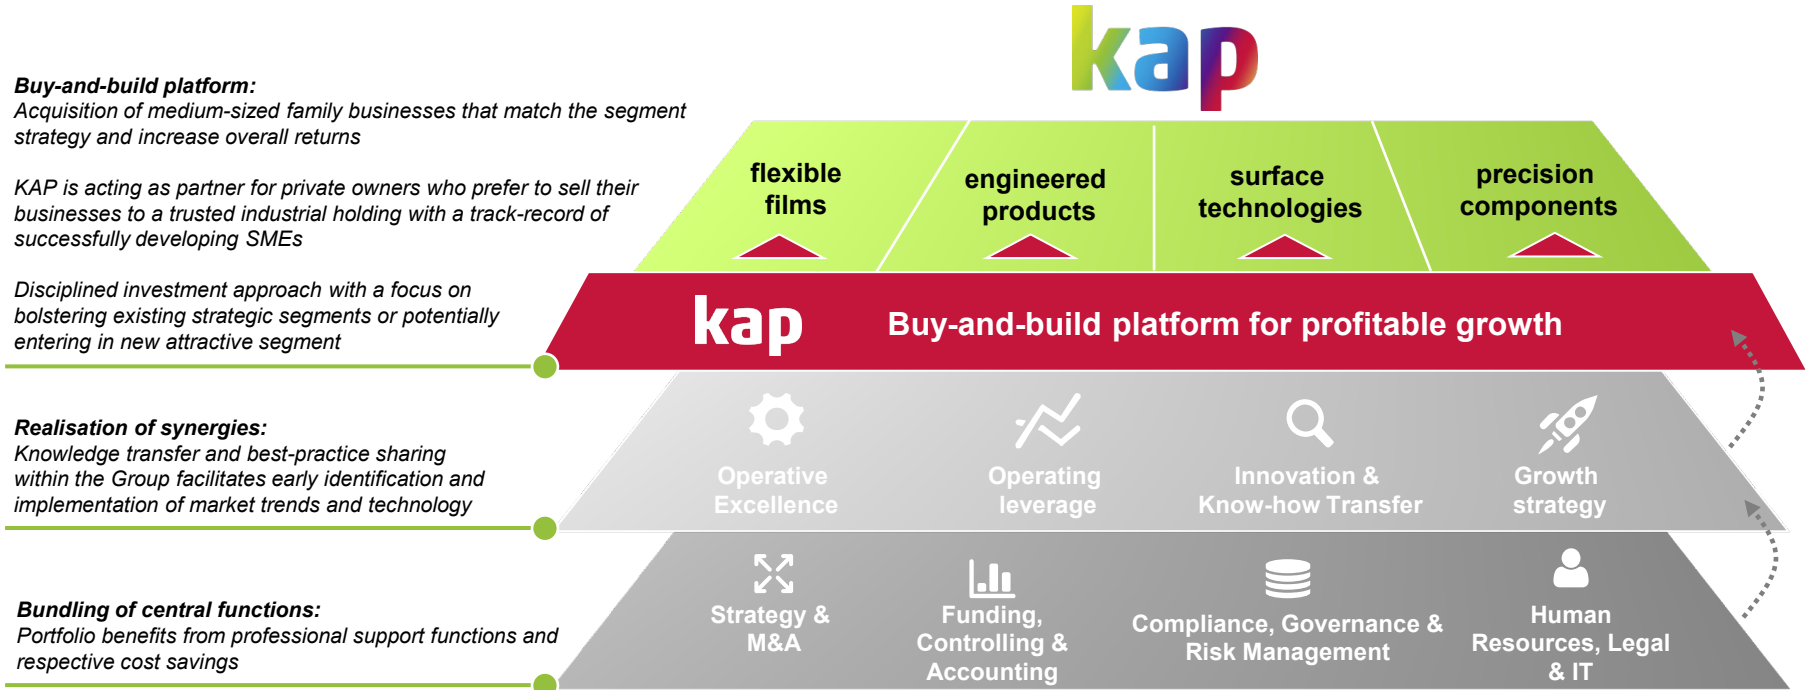 kap
Buy-and-build platform:
Acquisition of medium-sized family businesses that match the segment
strategy and increase overall returns
KAP is acting as partner for private owners who prefer to sell their
businesses to a trusted industrial holding with a track-record of
successfully developing SMEs
Disciplined investment approach with a focus on
bolstering existing strategic segments or potentially
entering in new attractive segment
flexible
films
engineered
products
surface
technologies
precision
components
kap
Buy-and-build platform for profitable growth
Realisation of synergies:
Knowledge transfer and best-practice sharing
within the Group facilitates early identification and
implementation of market trends and technology
Operative
Excellence
Operating
leverage
Innovation &
Know-how Transfer
Growth
strategy
Bundling of central functions:
Portfolio benefits from professional support functions and
respective cost savings
Strategy &
M&A
Funding,
Controlling &
Accounting
Compliance, Governance &
Risk Management
Human
Resources, Legal
& IT